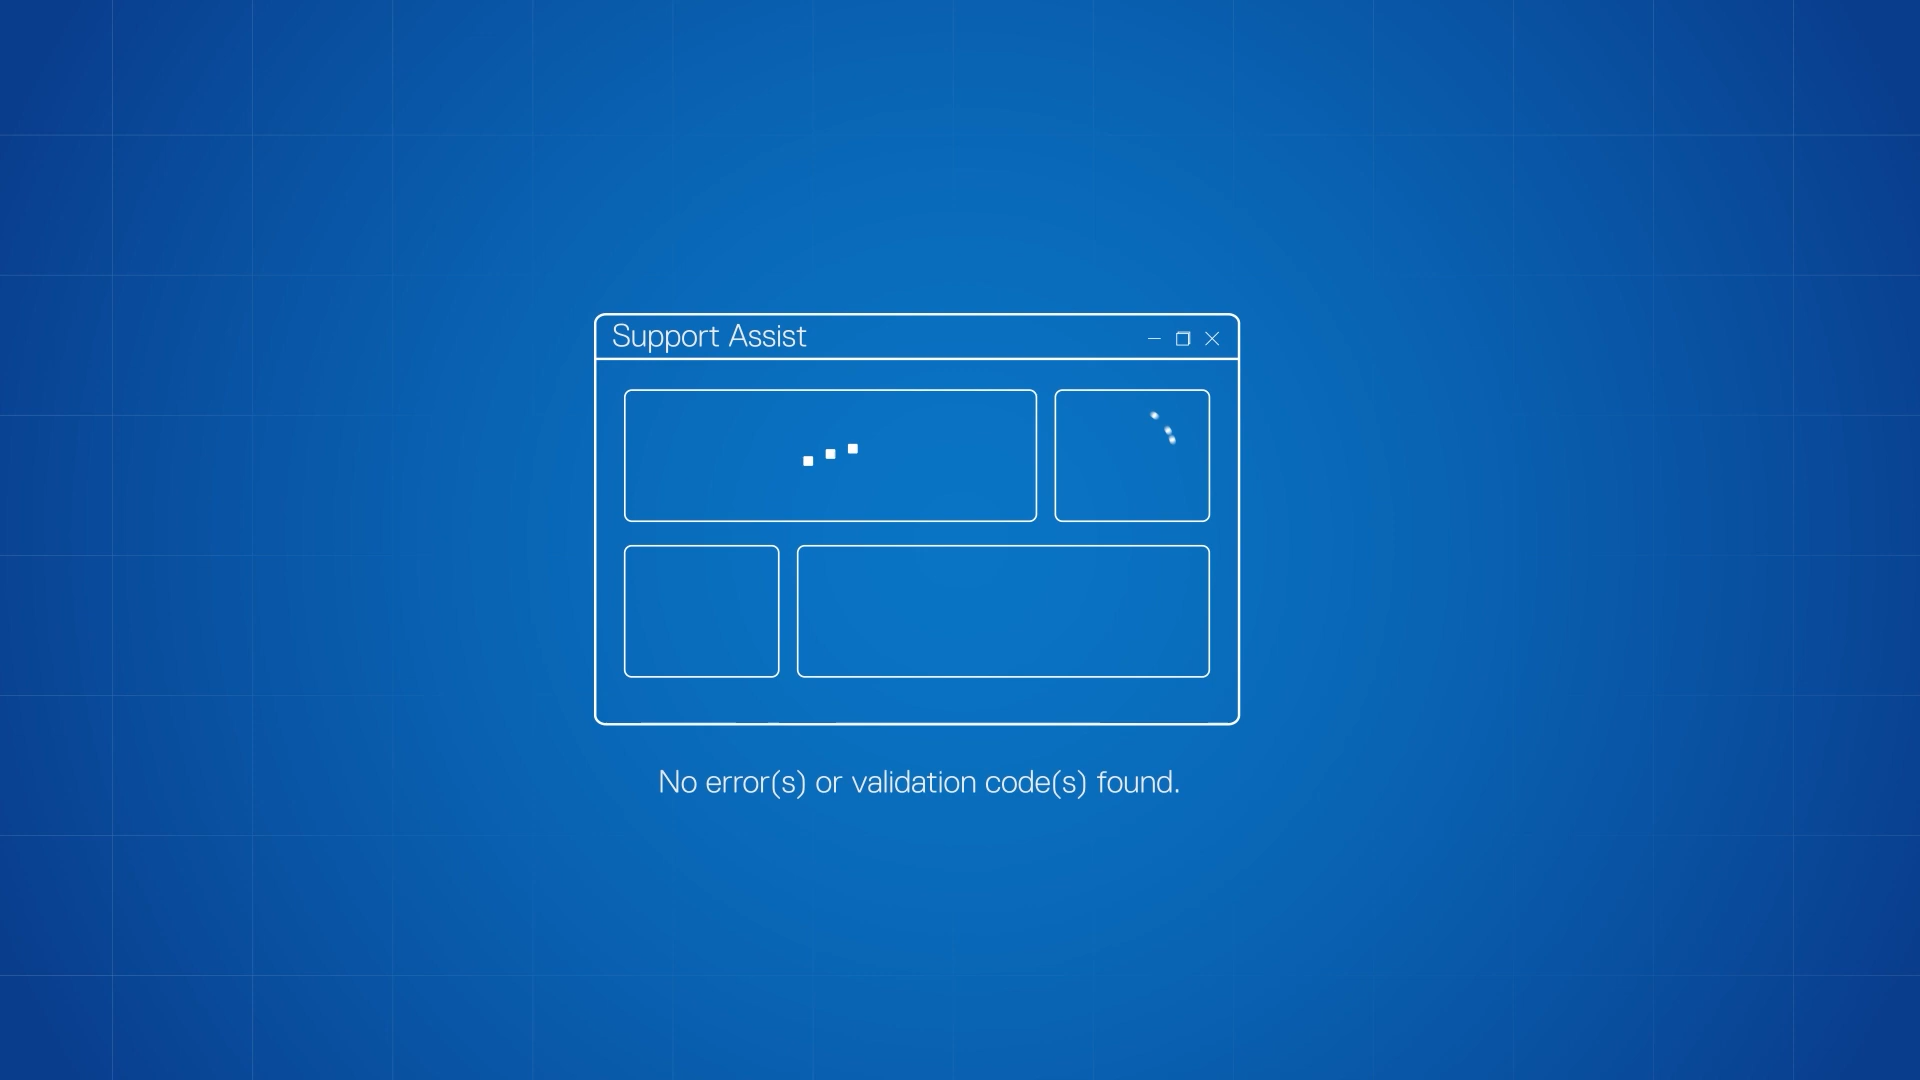 Support Assist
No error(s) or validation code(s) found.